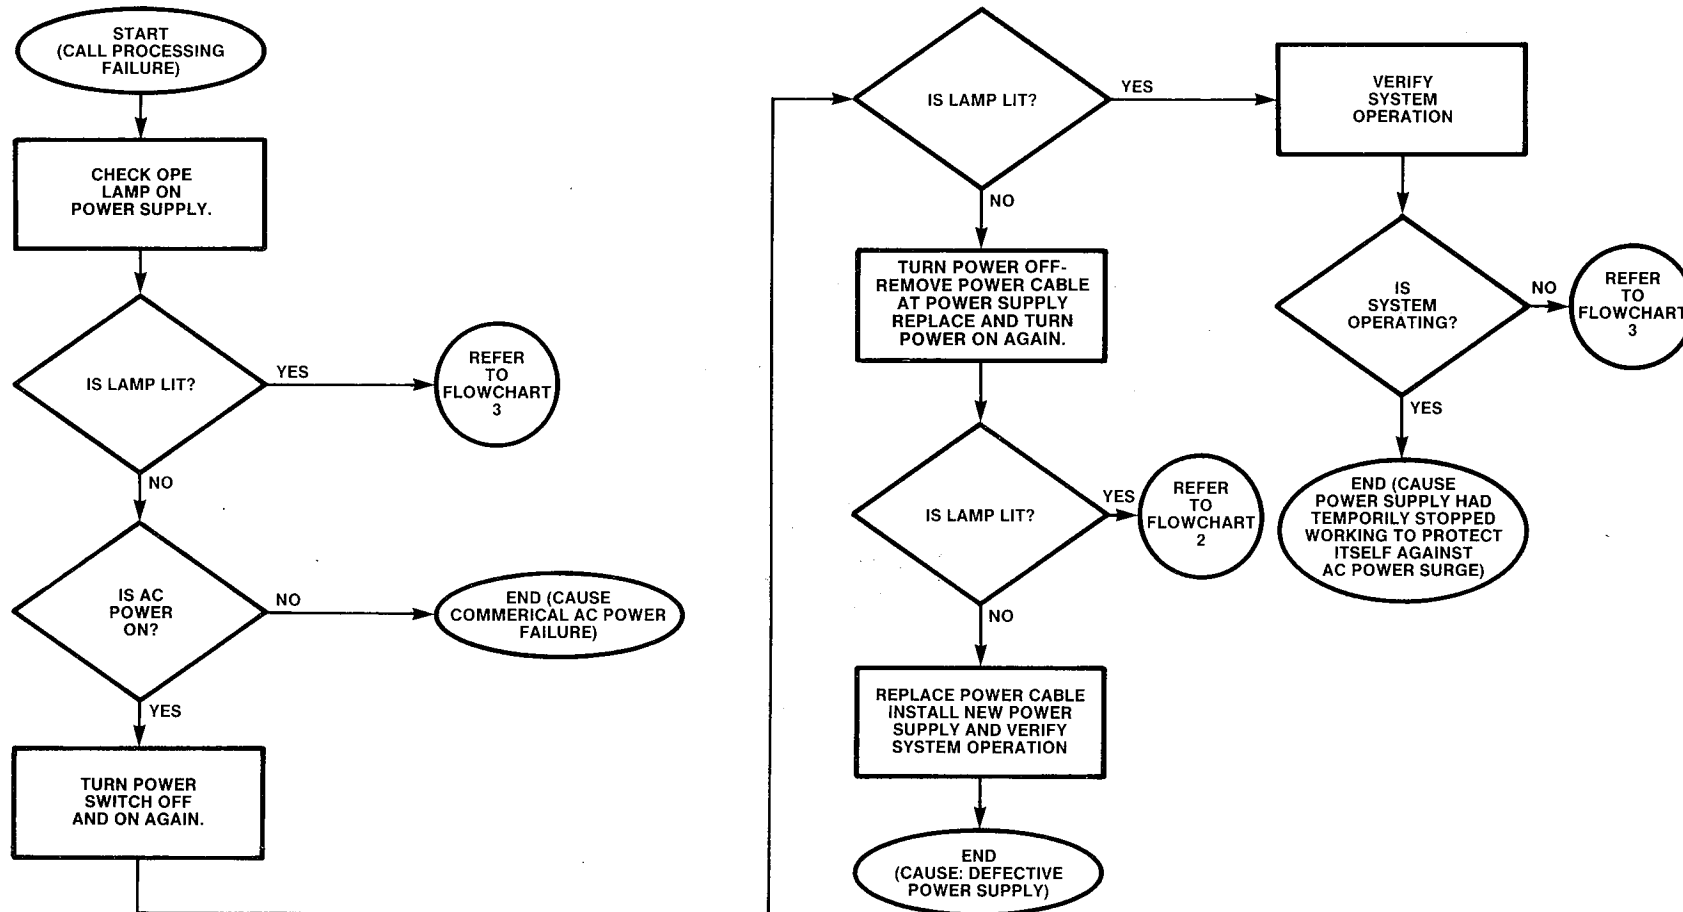 START
(CALL PROCESSING
FAILURE)
CHECK OPE
LAMP ON
POWER SUPPLY.
IS LAMP LIT?
YES
REFER
TO
FLOWCHART
3
NO
IS AC
POWER
ON?
NO
END (CAUSE
COMMERICAL AC POWER
FAILURE)
YES
TURN POWER
SWITCH OFF
AND ON AGAIN.
IS LAMP LIT?
YES
VERIFY
SYSTEM
OPERATION
NO
TURN POWER OFF-
REMOVE POWER CABLE
AT POWER SUPPLY
REPLACE AND TURN
POWER ON AGAIN.
IS
SYSTEM
OPERATING?
NO
REFER
TO
FLOWCHART
3
YES
END (CAUSE
POWER SUPPLY HAD
TEMPORILY STOPPED
WORKING TO PROTECT
ITSELF AGAINST
AC POWER SURGE)
IS LAMP LIT?
YES
REFER
TO
FLOWCHART
2
NO
REPLACE POWER CABLE
INSTALL NEW POWER
SUPPLY AND VERIFY
SYSTEM OPERATION
END
(CAUSE: DEFECTIVE
POWER SUPPLY)